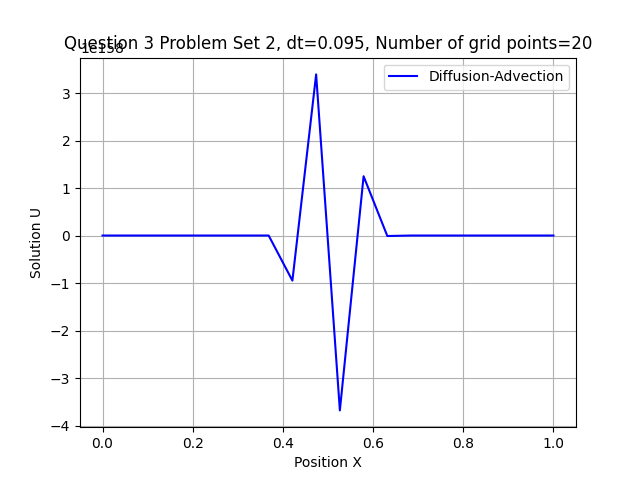 Question 3 Problem Set 2, dt=0.095, Number of grid points=20
1e158
Diffusion-Advection
3
2
1
0
−1
−2
−3
−4
Solution U
0.0 0.2 0.4 0.6 0.8 1.0
Position X